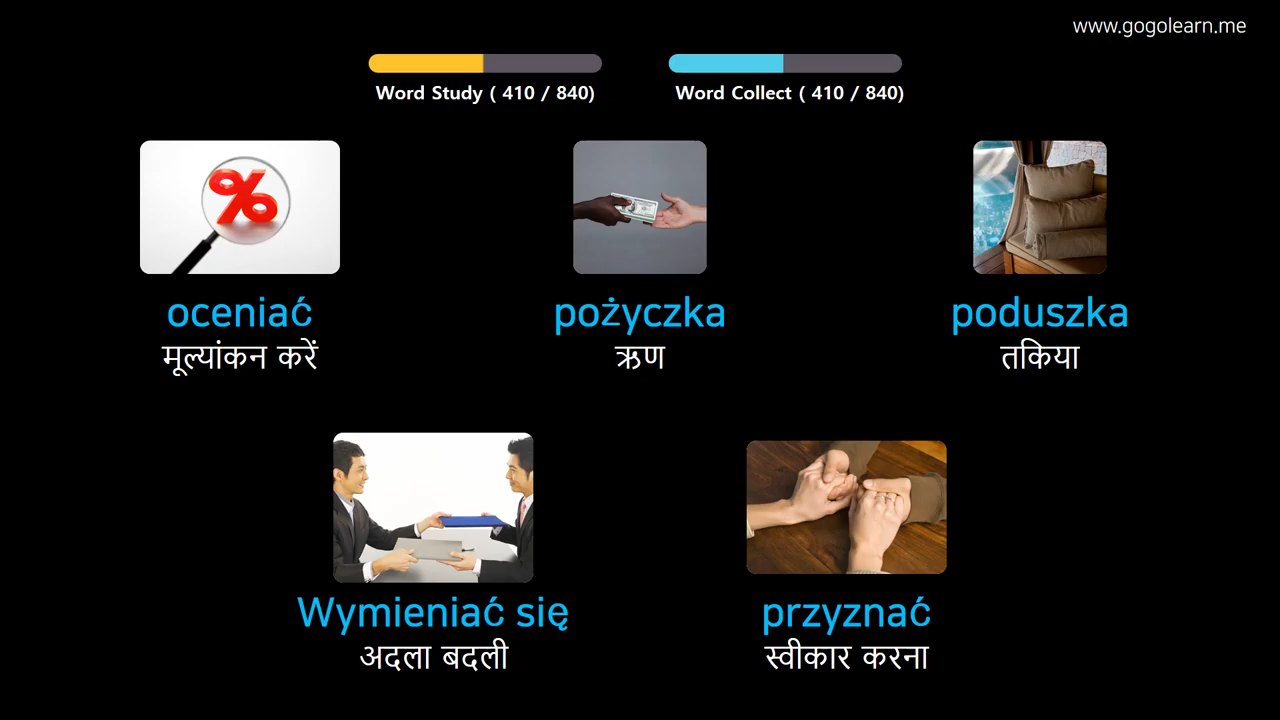 www.gogolearn.me
Word Study ( 410 / 840)
Word Collect ( 410 / 840)
oceniać
मूल्यांकन करें
pożyczka
ऋण
poduszka
तकिया
Wymieniać się
अदला बदली
przyznać
स्वीकार करना